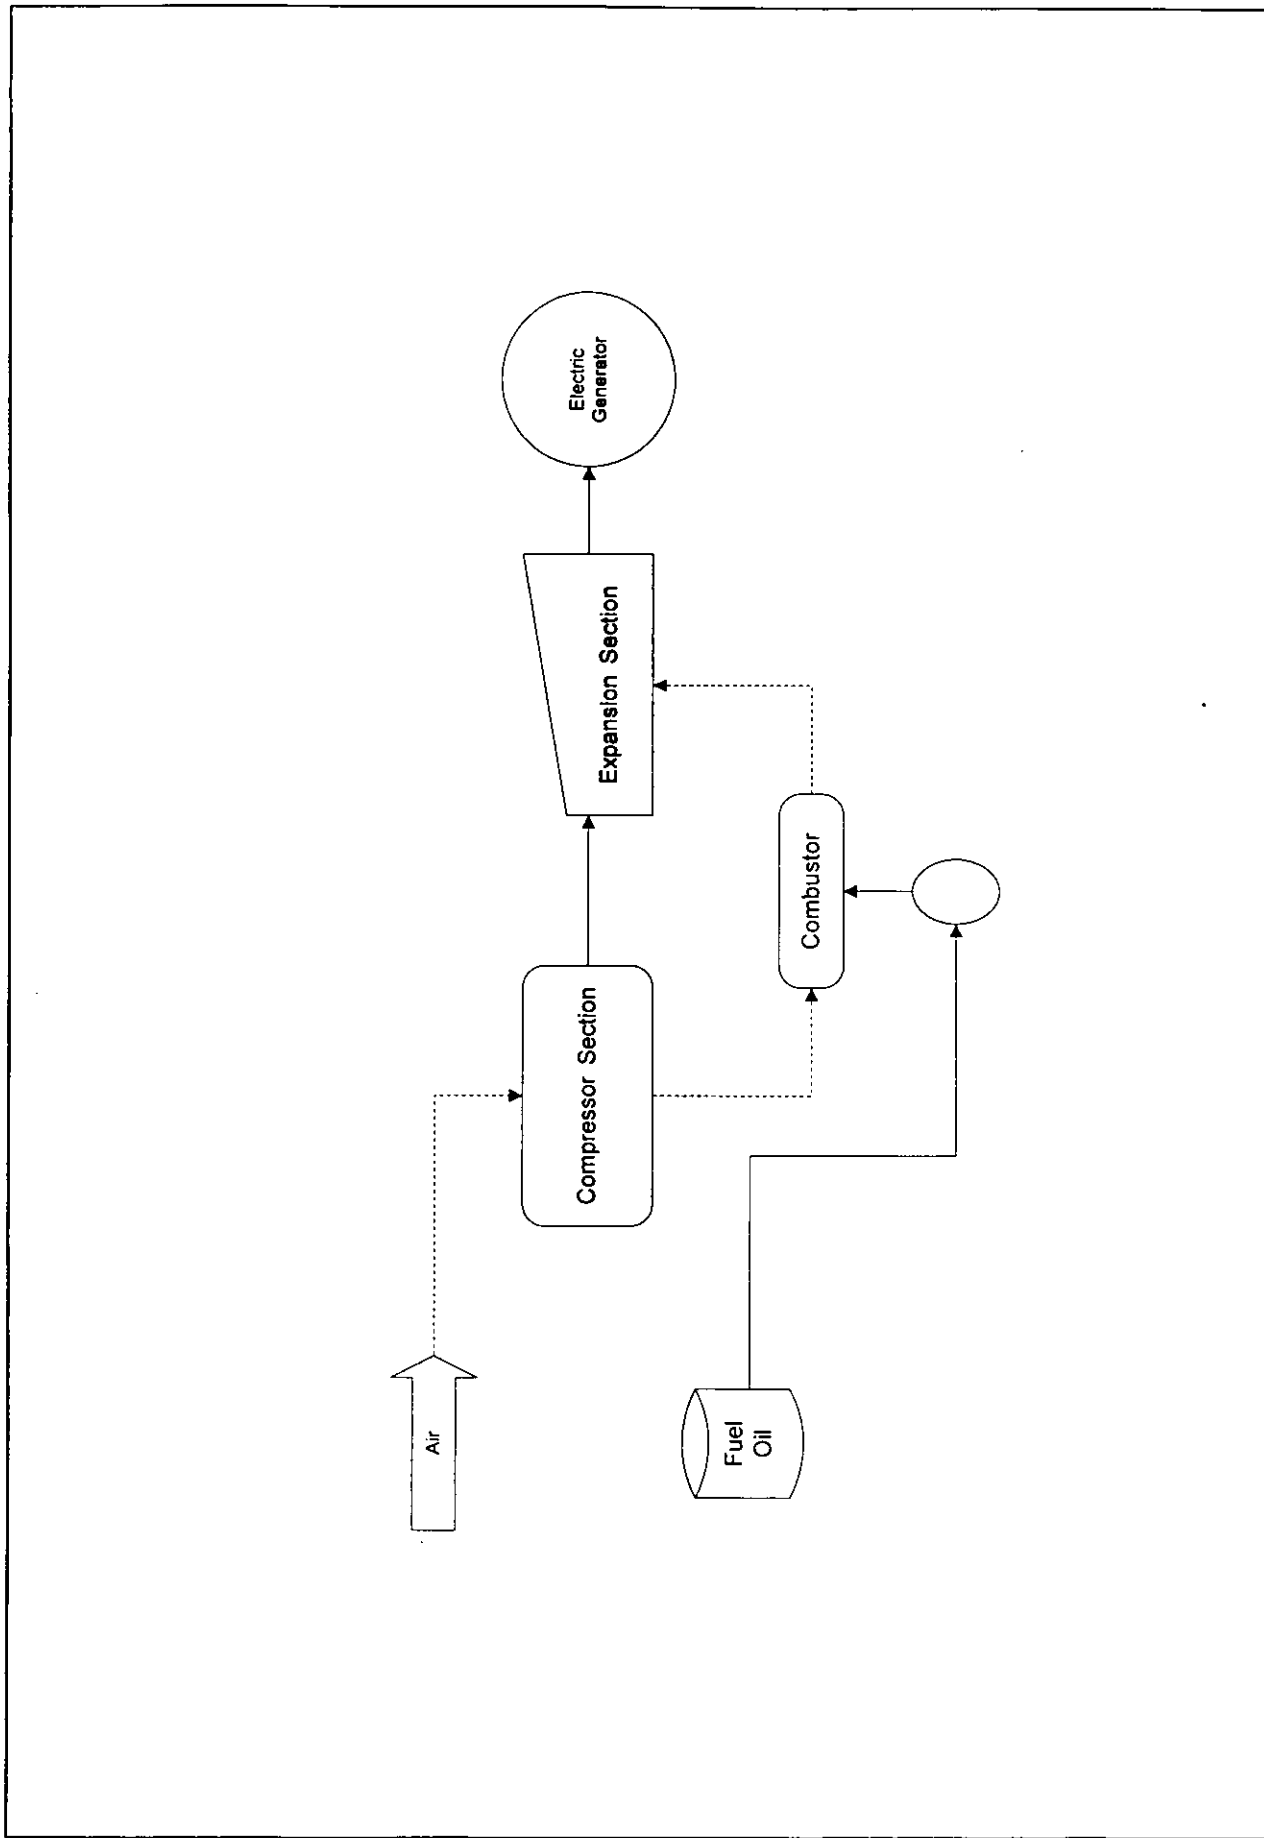 Air
Compressor Section
Expansion Section
Electric
Generator
Fuel
Oil
Combustor